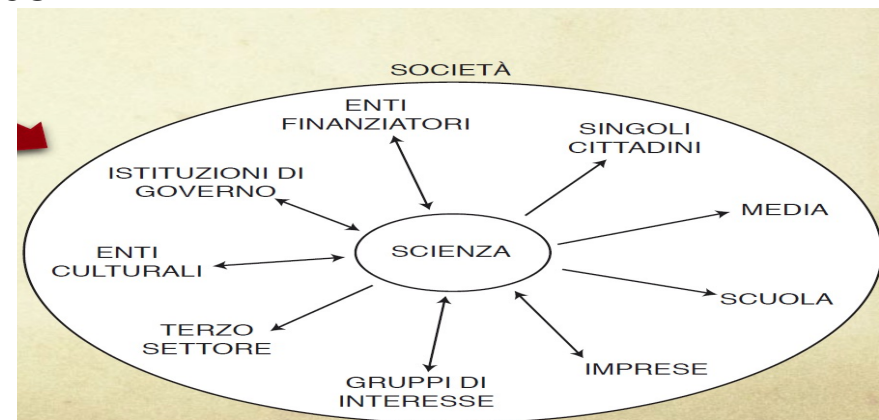 SOCIETÀ
ENTI
FINANZIATORI
SINGOLI
CITTADINI
ISTITUZIONI DI
GOVERNO
MEDIA
SCIENZA
ENTI
CULTURALI
SCUOLA
TERZO
SETTORE
IMPRESE
GRUPPI DI
INTERESSE